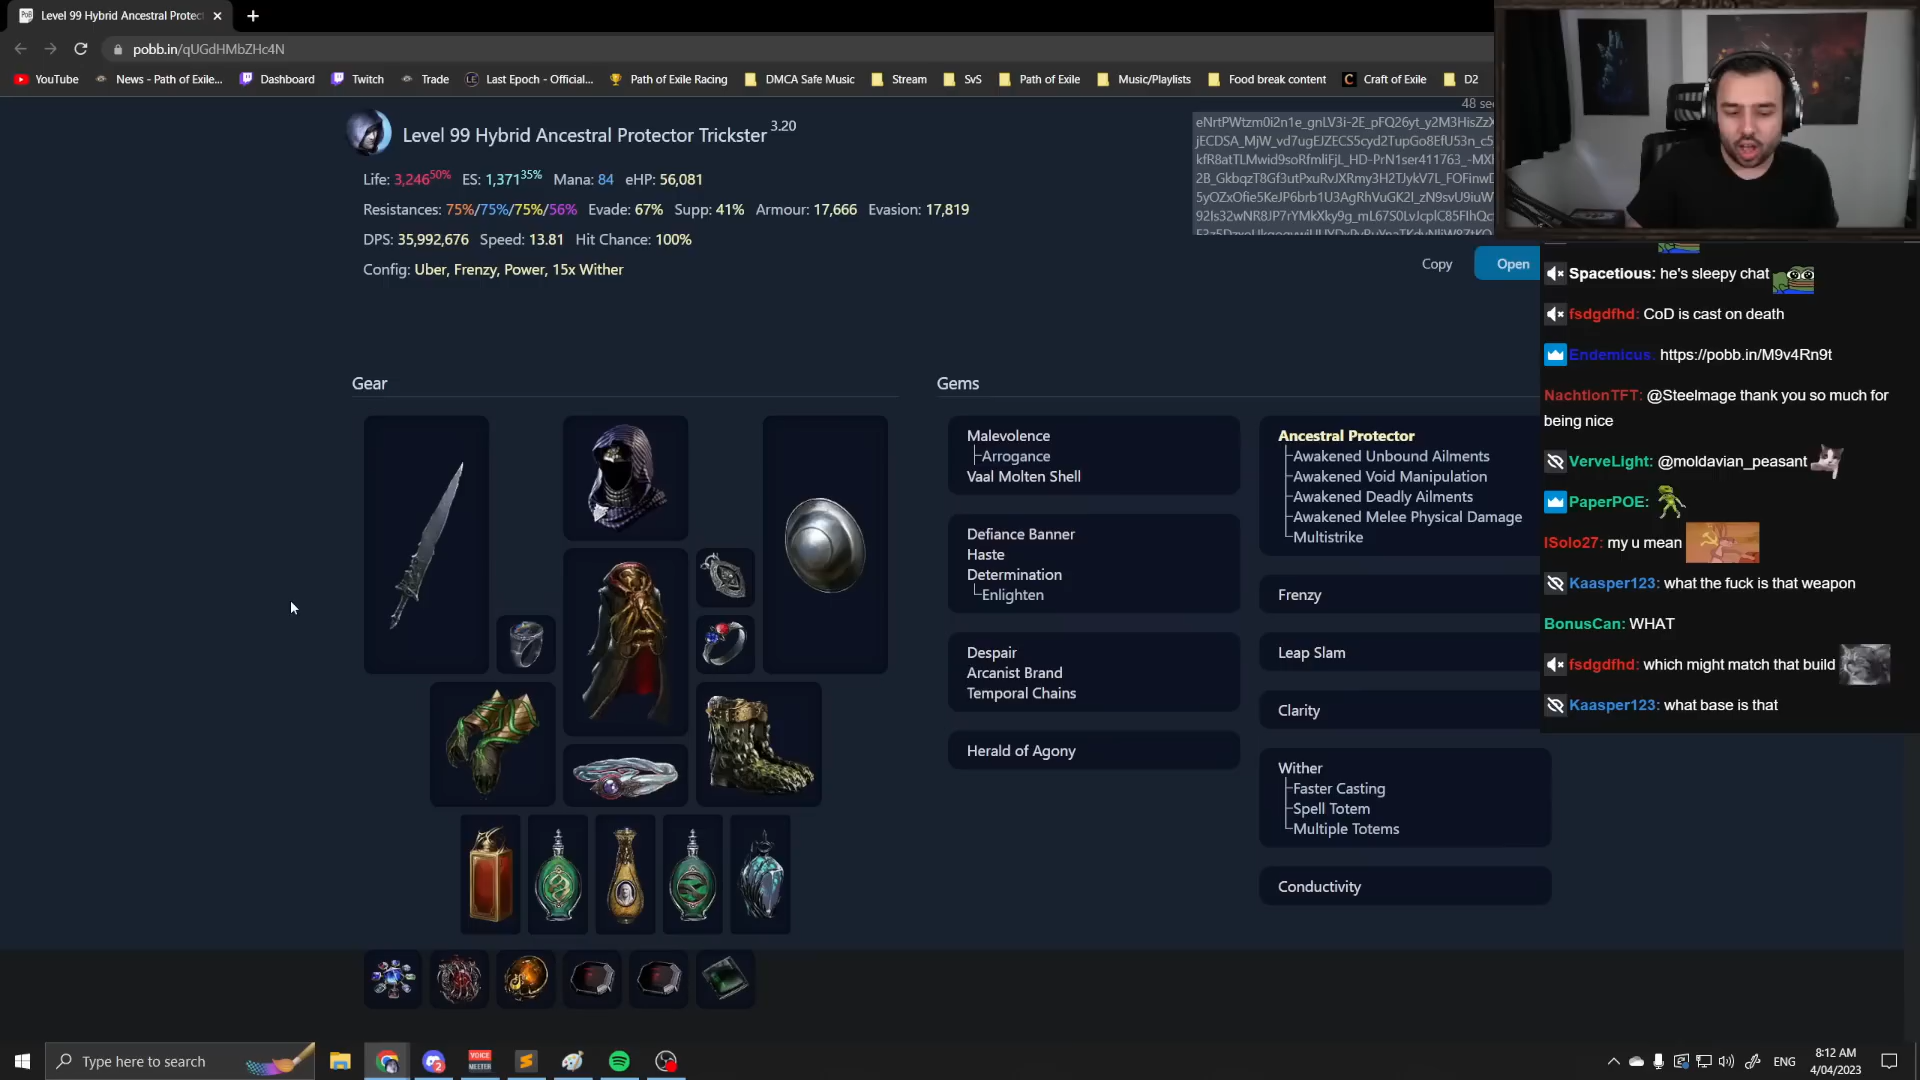 Level 99 Hybrid Ancestral Protec
pobb.in/qUGdHMbZHc4N
YouTube
News - Path of Exile...
Dashboard
Twitch
Trade
Last Epoch - Official...
Path of Exile Racing
DMCA Safe Music
Stream
SvS
Path of Exile
Music/Playlists
Food break content
Craft of Exile
D2
Level 99 Hybrid Ancestral Protector Trickster 3.20
Life: 3,246 50% ES: 1,371 35% Mana: 84 eHP: 56,081
Resistances: 75%/75%/75%/56% Evade: 67% Supp: 41% Armour: 17,666 Evasion: 17,819
DPS: 35,992,676 Speed: 13.81 Hit Chance: 100%
Config: Uber, Frenzy, Power, 15x Wither
48 sec
Copy
Open
Gear
Gems
Malevolence
Arrogance
Vaal Molten Shell
Defiance Banner
Haste
Determination
Enlighten
Despair
Arcanist Brand
Temporal Chains
Herald of Agony
Ancestral Protector
Awakened Unbound Ailments
Awakened Void Manipulation
Awakened Deadly Ailments
Awakened Melee Physical Damage
Multistrike
Frenzy
Leap Slam
Clarity
Wither
Faster Casting
Spell Totem
Multiple Totems
Conductivity
Spacetious: he's sleepy chat
fsdgdfhd: CoD is cast on death
Endemicus: https://pobb.in/M9v4Rn9t
NachtlonTFT: @Steelmage thank you so much for
being nice
VerveLight: @moldavian_peasant
PaperPOE:
ISolo27: my u mean
Kaasper123: what the fuck is that weapon
BonusCan: WHAT
fsdgdfhd: which might match that build
Kaasper123: what base is that
Type here to search
VOICE
MEETER
ENG
8:12 AM
4/04/2023